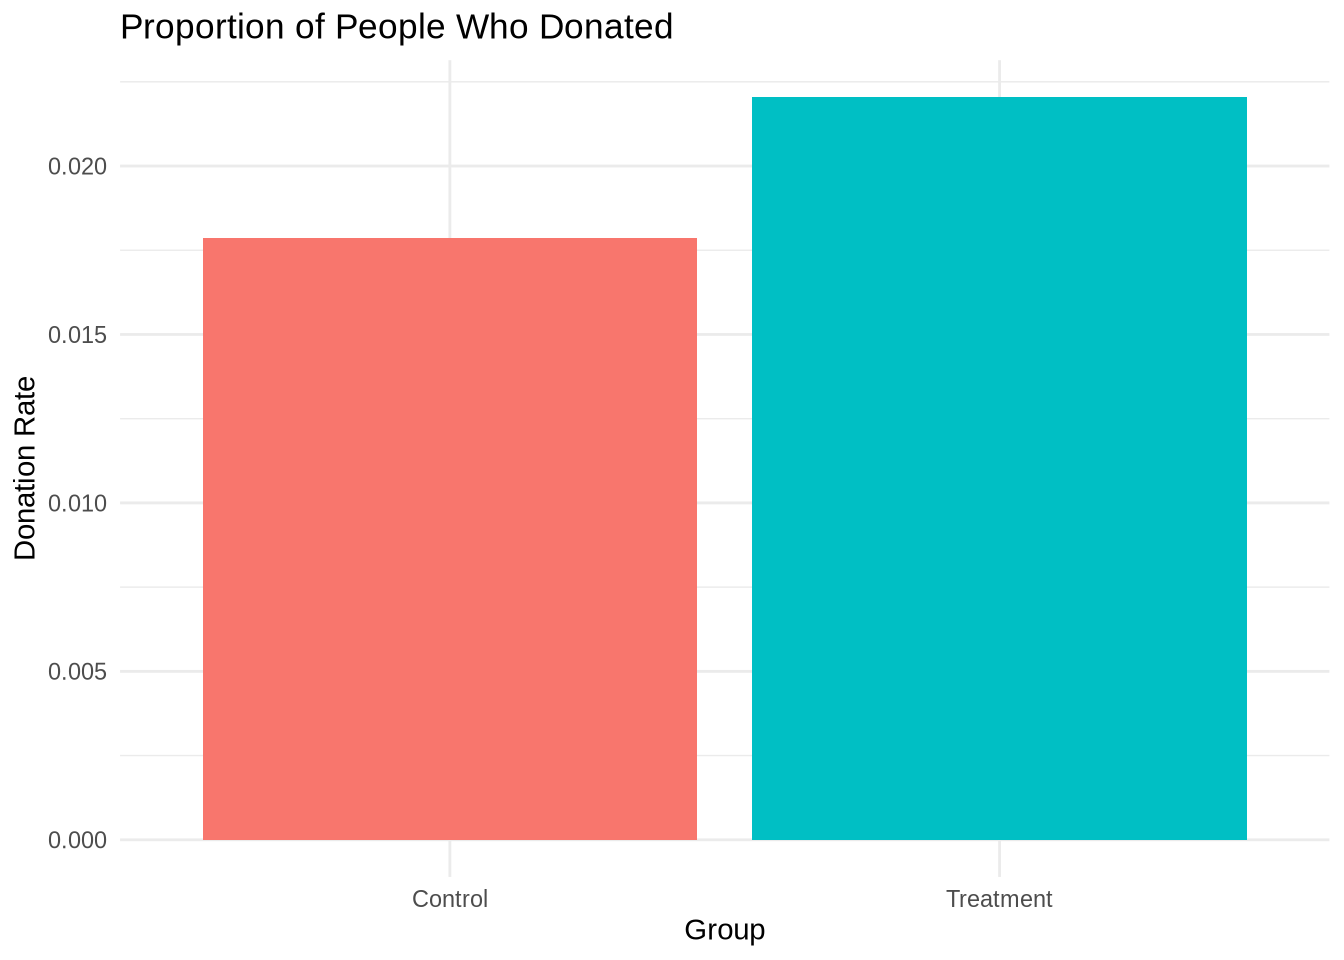 Proportion of People Who Donated
Donation Rate
0.020
0.015
0.010
0.005
0.000
Control
Treatment
Group